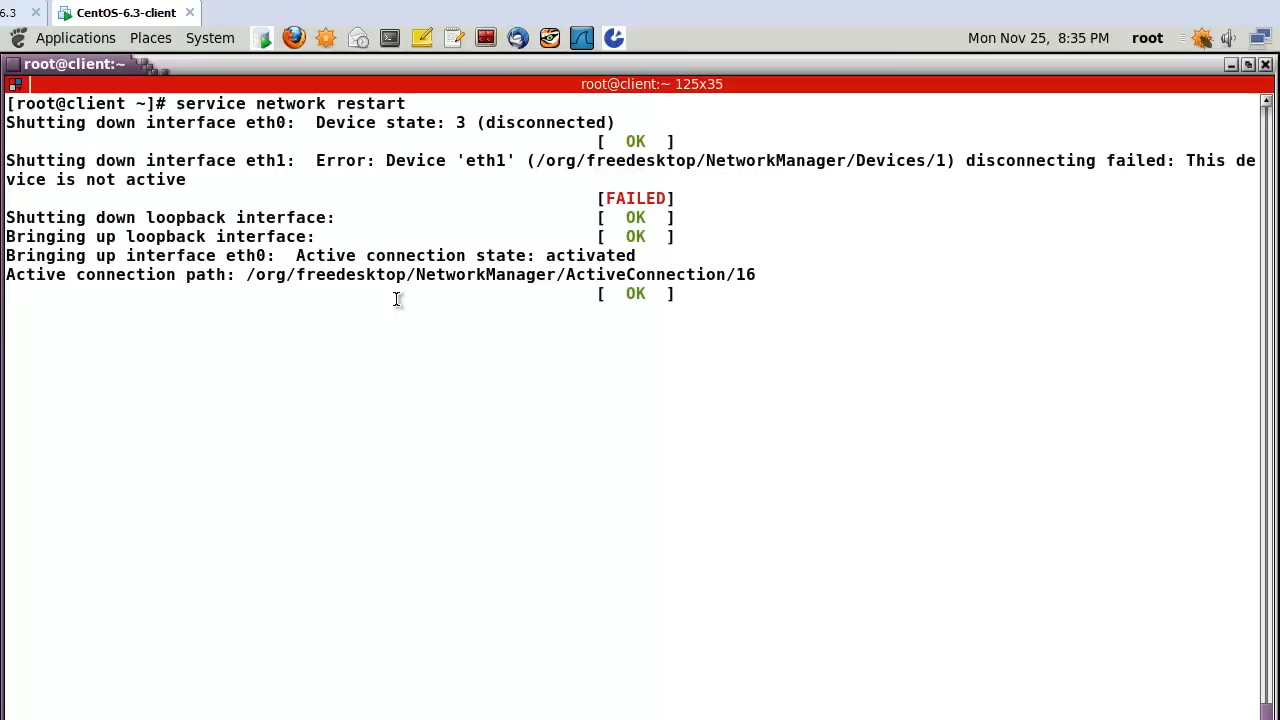 6.3 CentOS-6.3-client
Applications Places System Mon Nov 25, 8:35 PM root
root@client:~
root@client:~ 125x35
[root@client ~]# service network restart
Shutting down interface eth0:  Device state: 3 (disconnected)
[  OK  ]
Shutting down interface eth1:  Error: Device 'eth1' (/org/freedesktop/NetworkManager/Devices/1) disconnecting failed: This de
vice is not active
[FAILED]
Shutting down loopback interface: [  OK  ]
Bringing up loopback interface: [  OK  ]
Bringing up interface eth0:  Active connection state: activated
Active connection path: /org/freedesktop/NetworkManager/ActiveConnection/16
[  OK  ]